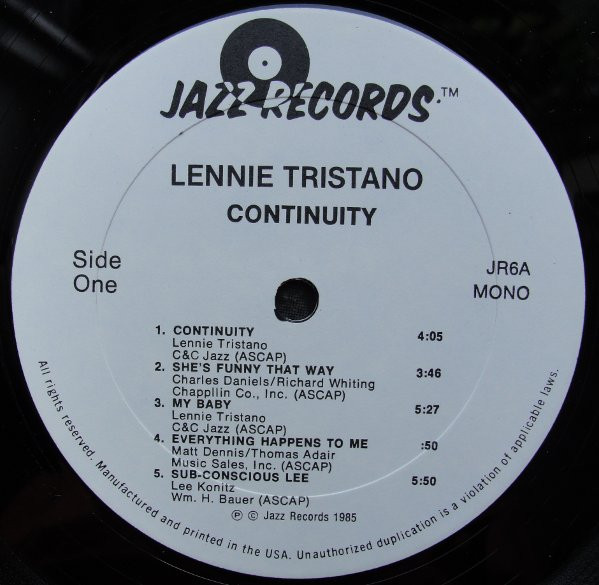 JAZZ RECORDS.™
LENNIE TRISTANO
CONTINUITY
Side
One
JR6A
MONO
1. CONTINUITY 4:05
Lennie Tristano
C&C Jazz (ASCAP)
2. SHE'S FUNNY THAT WAY 3:46
Charles Daniels/Richard Whiting
Chappllin Co., Inc. (ASCAP)
3. MY BABY 5:27
Lennie Tristano
C&C Jazz (ASCAP)
4. EVERYTHING HAPPENS TO ME :50
Matt Dennis/Thomas Adair
Music Sales, Inc. (ASCAP)
5. SUB-CONSCIOUS LEE 5:50
Lee Konitz
Wm. H. Bauer (ASCAP)
℗ © Jazz Records 1985
All rights reserved. Manufactured and printed in the USA. Unauthorized duplication is a violation of applicable laws.